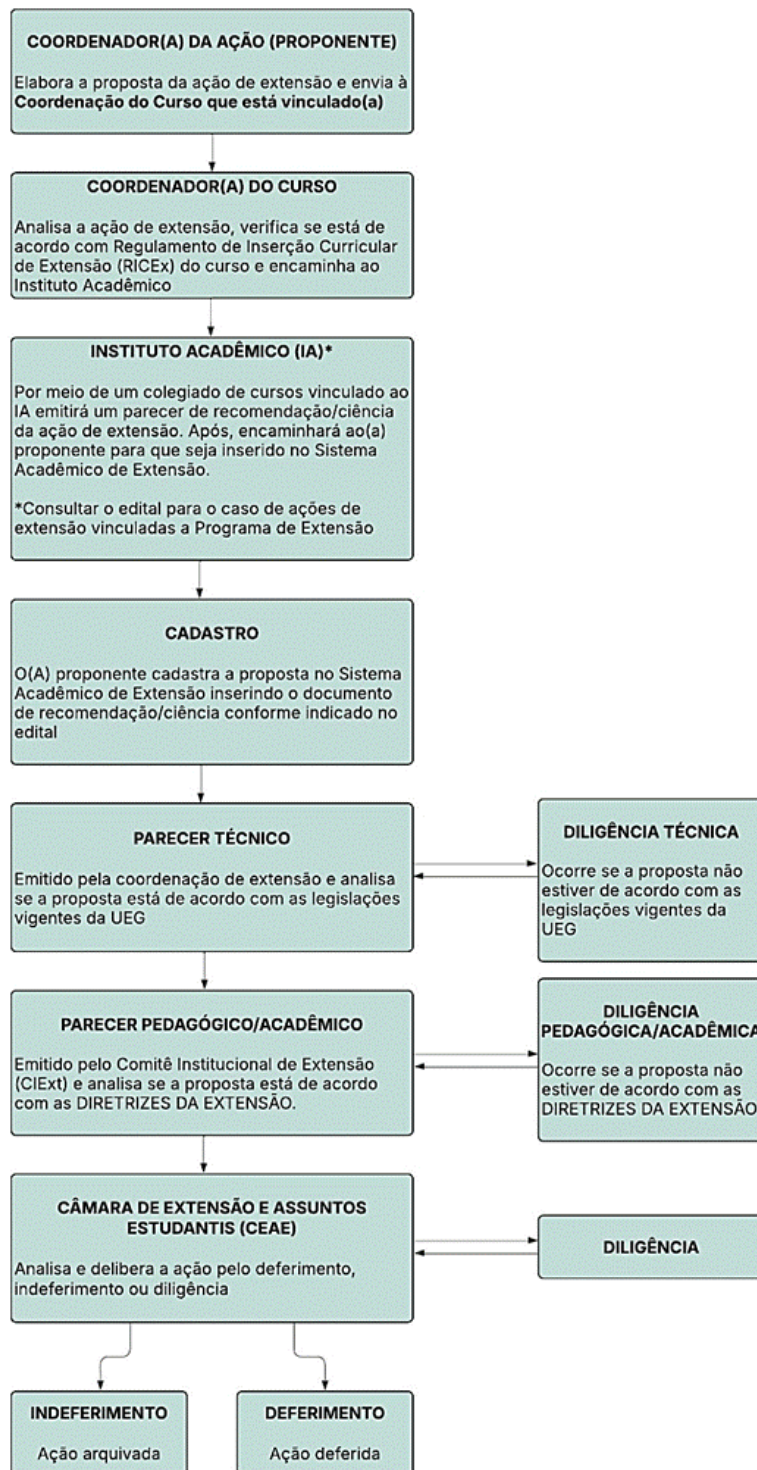 COORDENADOR(A) DA AÇÃO (PROPONENTE)
Elabora a proposta da ação de extensão e envia à
Coordenação do Curso que está vinculado(a)
COORDENADOR(A) DO CURSO
Analisa a ação de extensão, verifica se está de
acordo com Regulamento de Inserção Curricular
de Extensão (RICEx) do curso e encaminha ao
Instituto Acadêmico
INSTITUTO ACADÊMICO (IA)*
Por meio de um colegiado de cursos vinculado ao
IA emitirá um parecer de recomendação/ciência
da ação de extensão. Após, encaminhará ao(a)
proponente para que seja inserido no Sistema
Acadêmico de Extensão.
*Consultar o edital para o caso de ações de
extensão vinculadas a Programa de Extensão
CADASTRO
O(A) proponente cadastra a proposta no Sistema
Acadêmico de Extensão inserindo o documento
de recomendação/ciência conforme indicado no
edital
PARECER TÉCNICO
Emitido pela coordenação de extensão e analisa
se a proposta está de acordo com as legislações
vigentes da UEG
DILIGÊNCIA TÉCNICA
Ocorre se a proposta não
estiver de acordo com as
legislações vigentes da
UEG
PARECER PEDAGÓGICO/ACADÊMICO
Emitido pelo Comitê Institucional de Extensão
(CIExt) e analisa se a proposta está de acordo
com as DIRETRIZES DA EXTENSÃO.
DILIGÊNCIA
PEDAGÓGICA/ACADÊMICA
Ocorre se a proposta não
estiver de acordo com as
DIRETRIZES DA EXTENSÃO
CÂMARA DE EXTENSÃO E ASSUNTOS
ESTUDANTIS (CEAE)
Analisa e delibera a ação pelo deferimento,
indeferimento ou diligência
DILIGÊNCIA
INDEFERIMENTO
Ação arquivada
DEFERIMENTO
Ação deferida